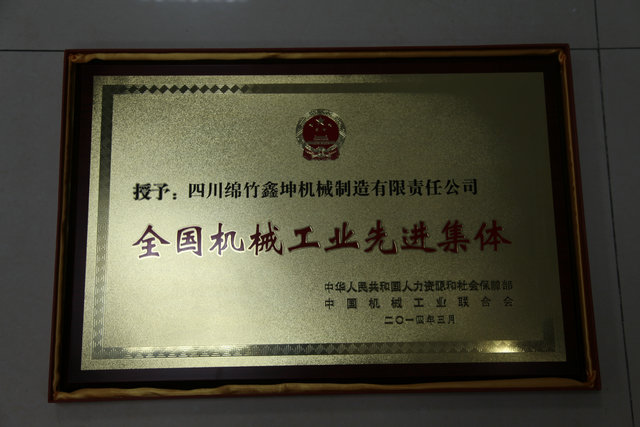 授予：四川绵竹鑫坤机械制造有限责任公司
全国机械工业先进集体
中华人民共和国人力资源和社会保障部
中国机械工业联合会
二〇一四年三月